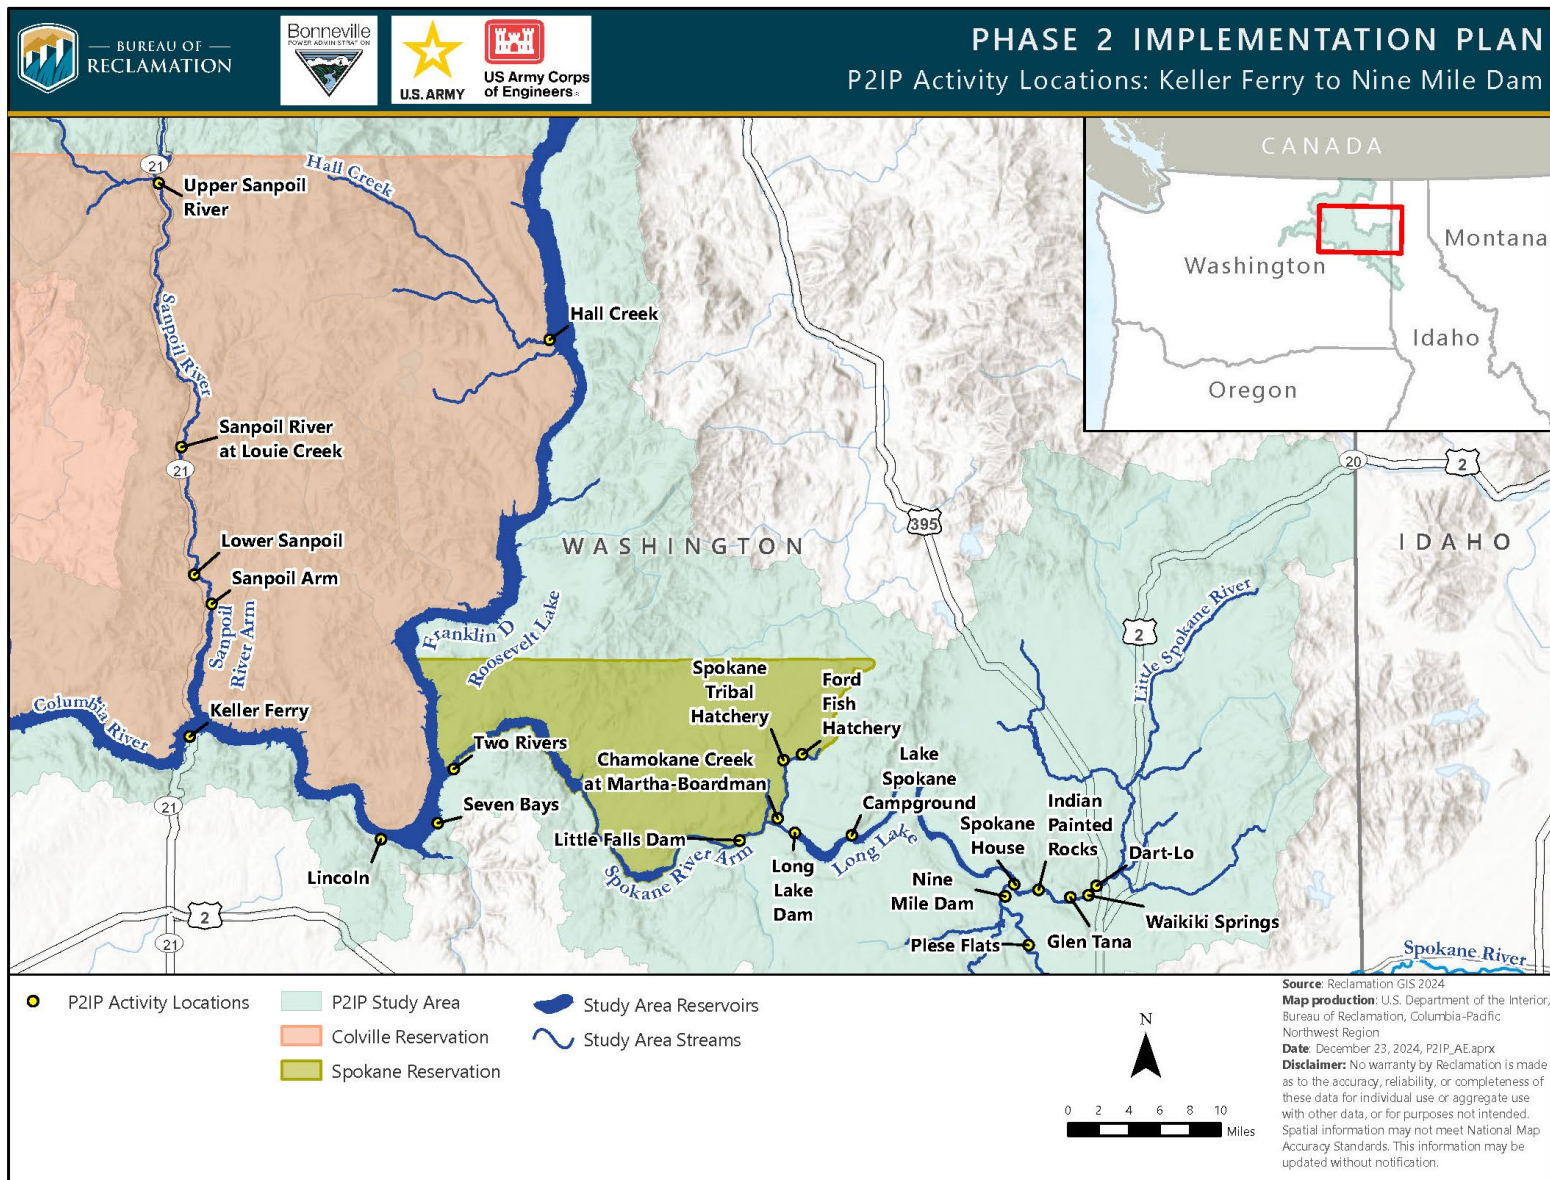 BUREAU OF
RECLAMATION
Bonneville
POWER ADMINISTRATION
U.S. ARMY
US Army Corps
of Engineers®
PHASE 2 IMPLEMENTATION PLAN
P2IP Activity Locations: Keller Ferry to Nine Mile Dam
CANADA
Washington
Montana
Idaho
Oregon
21
Hall Creek
Upper Sanpoil
River
Sanpoil River
Hall Creek
Sanpoil River
at Louie Creek
21
20
2
395
WASHINGTON
IDAHO
Lower Sanpoil
Sanpoil Arm
Sanpoil
River Arm
Franklin D
Roosevelt Lake
2
Little Spokane River
Columbia River
Keller Ferry
Spokane
Tribal
Hatchery
Ford
Fish
Hatchery
Two Rivers
Chamokane Creek
at Martha-Boardman
Lake
Spokane
Campground
Seven Bays
21
Little Falls Dam
Spokane River Arm
Long Lake
Long
Lake
Dam
Spokane
House
Indian
Painted
Rocks
Dart-Lo
Lincoln
Nine
Mile Dam
Waikiki Springs
Glen Tana
Plese Flats
2
21
Spokane River
P2IP Activity Locations
P2IP Study Area
Colville Reservation
Spokane Reservation
Study Area Reservoirs
Study Area Streams
N
0 2 4 6 8 10
Miles
Source: Reclamation GIS 2024
Map production: U.S. Department of the Interior,
Bureau of Reclamation, Columbia-Pacific
Northwest Region
Date: December 23, 2024, P2IP_AE.aprx
Disclaimer: No warranty by Reclamation is made
as to the accuracy, reliability, or completeness of
these data for individual use or aggregate use
with other data, or for purposes not intended.
Spatial information may not meet National Map
Accuracy Standards. This information may be
updated without notification.